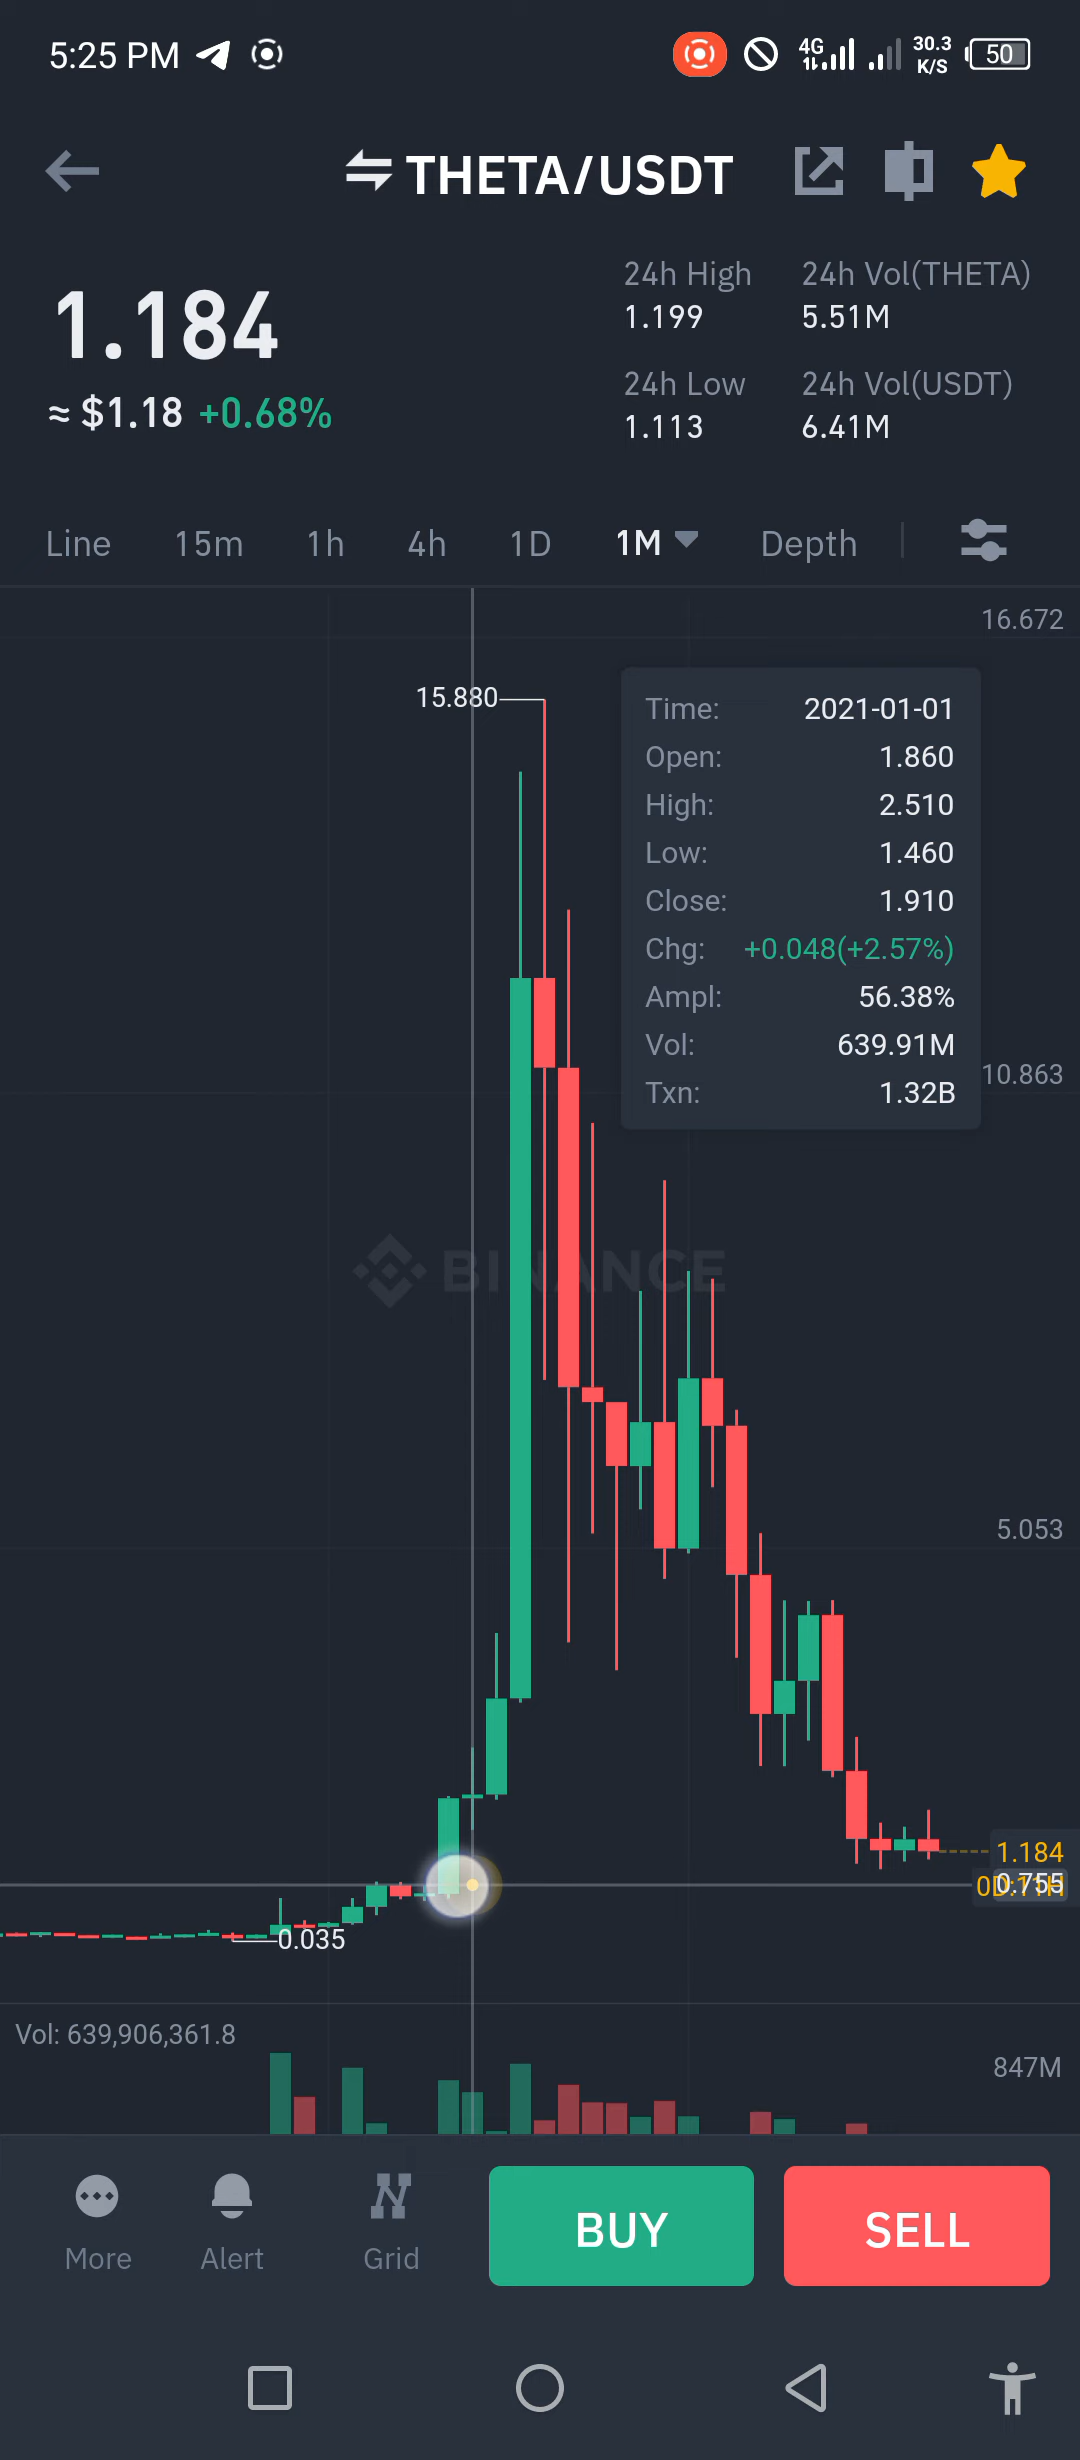 5:25 PM
4G
30.3
K/S
50
THETA/USDT
1.184
≈ $1.18 +0.68%
24h High
1.199
24h Vol(THETA)
5.51M
24h Low
1.113
24h Vol(USDT)
6.41M
Line 15m 1h 4h 1D 1M Depth
16.672
15.880
Time: 2021-01-01
Open: 1.860
High: 2.510
Low: 1.460
Close: 1.910
Chg: +0.048(+2.57%)
Ampl: 56.38%
Vol: 639.91M
Txn: 1.32B
10.863
BINANCE
5.053
1.184
0.755
0.035
Vol: 639,906,361.8
847M
More
Alert
Grid
BUY
SELL